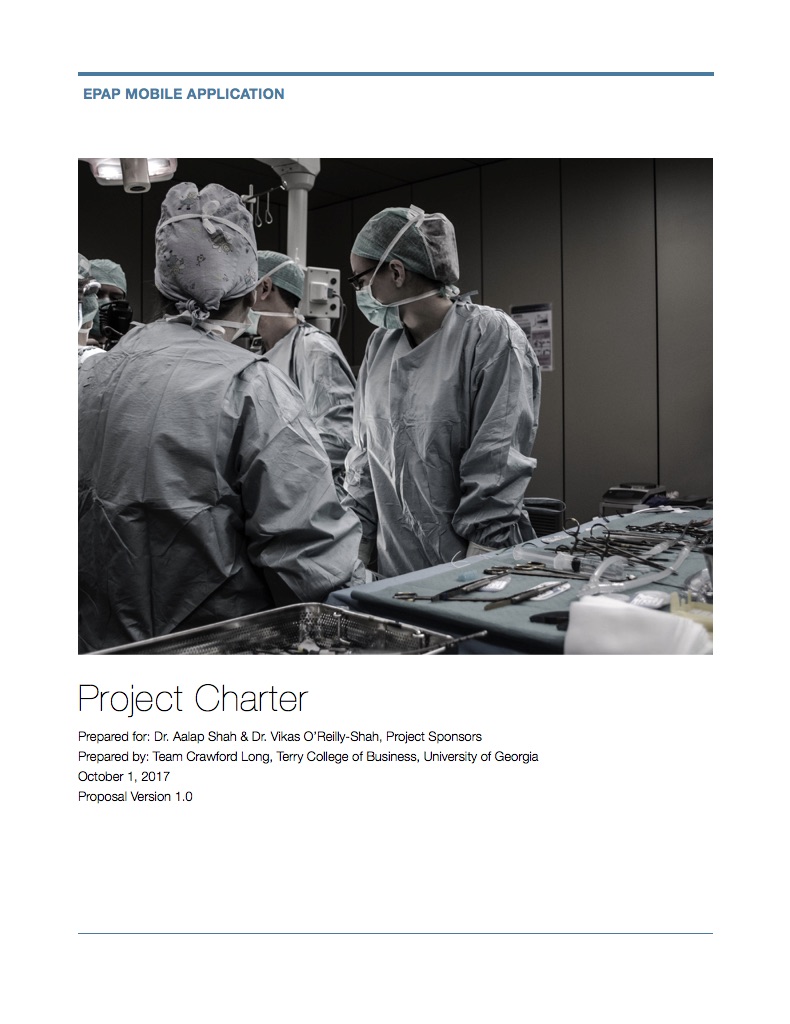 EPAP MOBILE APPLICATION
Project Charter
Prepared for: Dr. Aalap Shah & Dr. Vikas O'Reilly-Shah, Project Sponsors
Prepared by: Team Crawford Long, Terry College of Business, University of Georgia
October 1, 2017
Proposal Version 1.0